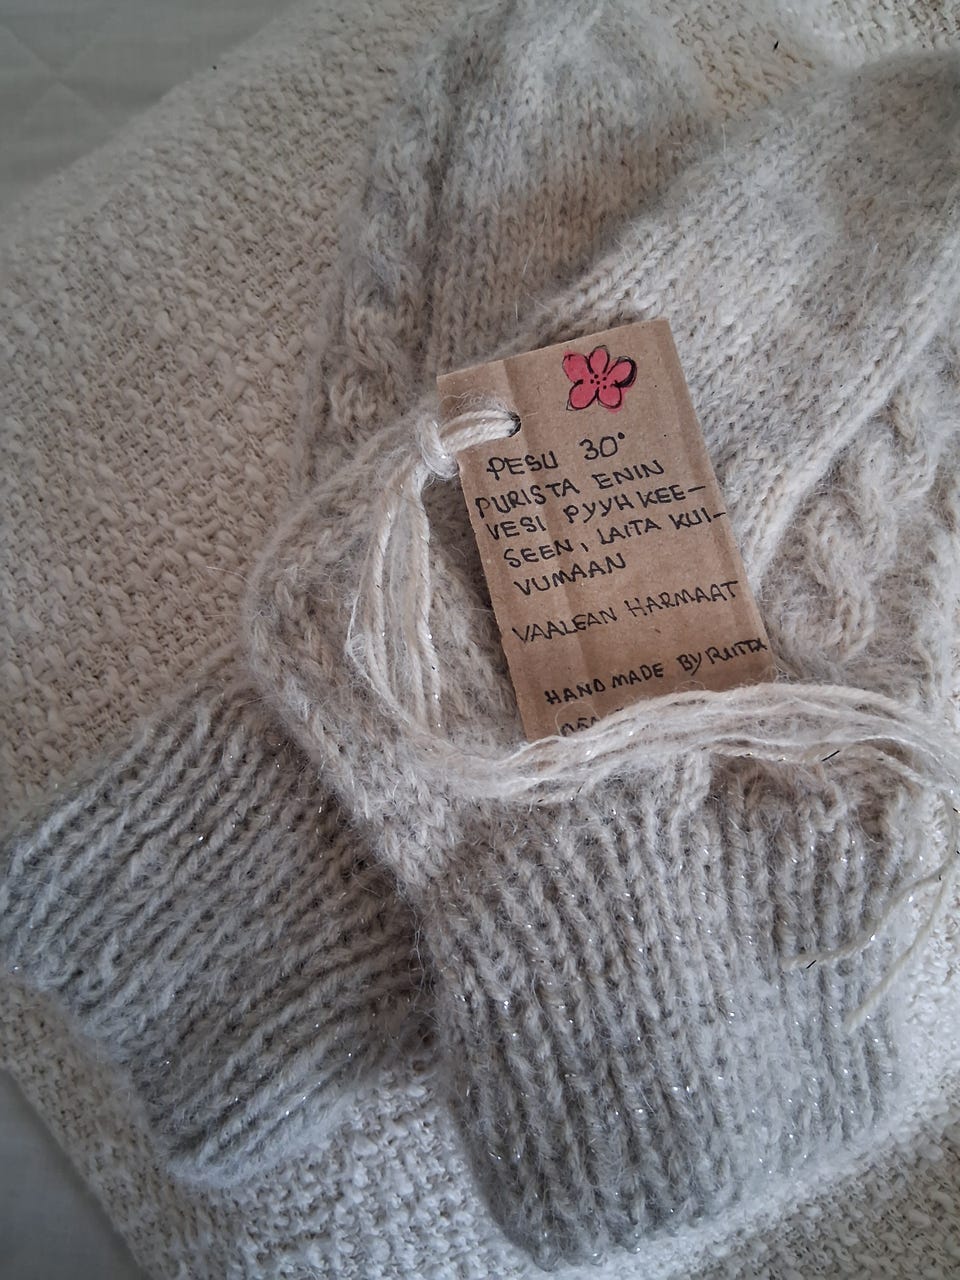 PESU 30°
PURISTA ENIN
VESI PYYHKEE-
SEEN, LAITA KUI-
VUMAAN
VAALEAN HARMAAT
HAND MADE BY RIITTA